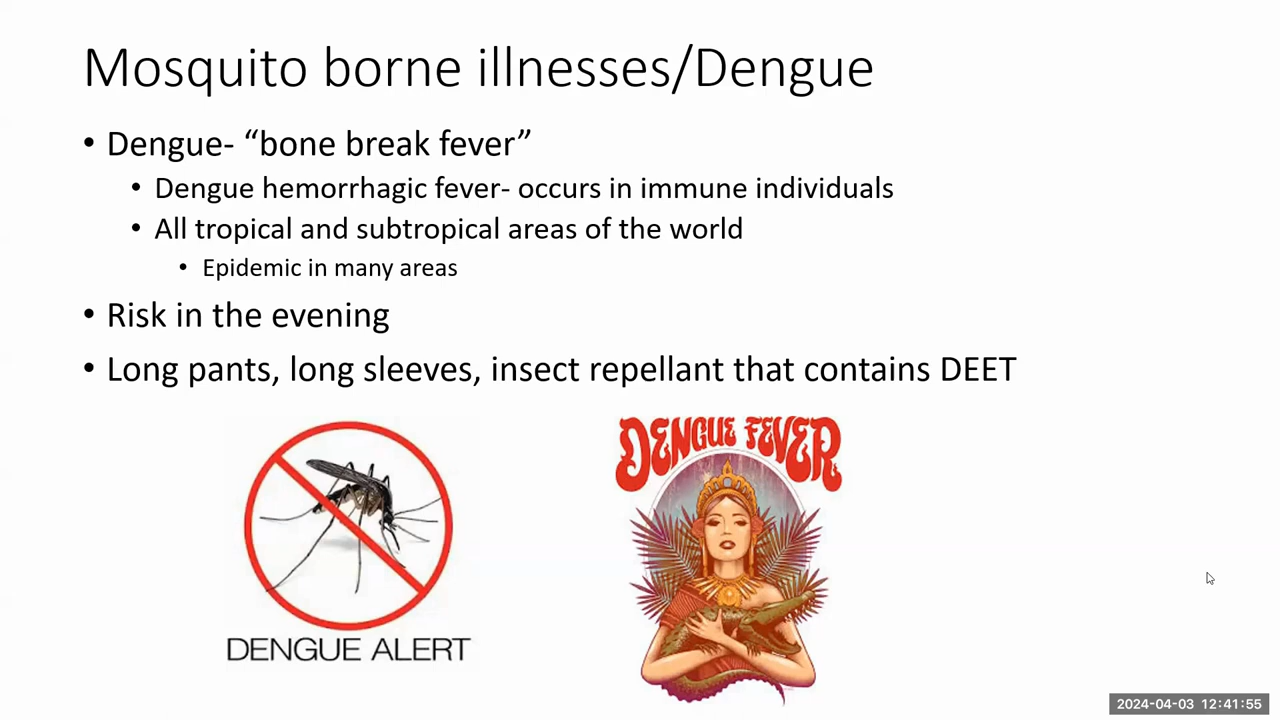 Mosquito borne illnesses/Dengue
• Dengue- “bone break fever”
• Dengue hemorrhagic fever- occurs in immune individuals
• All tropical and subtropical areas of the world
• Epidemic in many areas
• Risk in the evening
• Long pants, long sleeves, insect repellant that contains DEET
DENGUE FEVER
DENGUE ALERT
2024-04-03 12:41:55